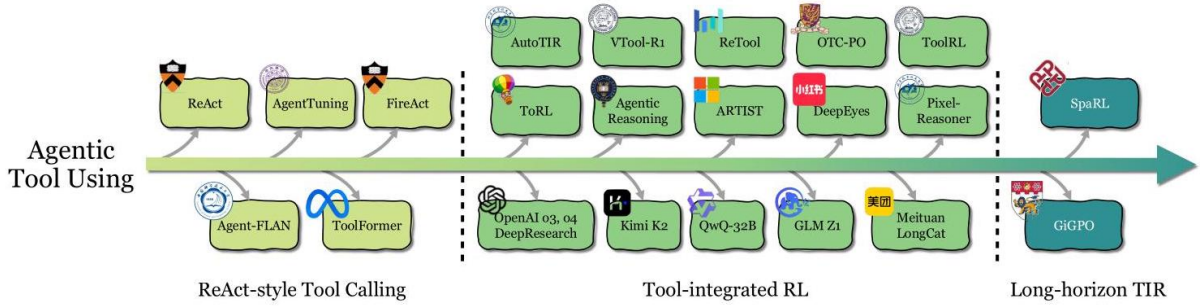 AutoTIR
VTool-R1
ReTool
OTC-PO
ToolRL
ReAct
AgentTuning
FireAct
ToRL
Agentic
Reasoning
ARTIST
小红书
DeepEyes
Pixel-
Reasoner
SpaRL
Agentic
Tool Using
Agent-FLAN
ToolFormer
OpenAI o3, o4
DeepResearch
Kimi K2
QwQ-32B
GLM Z1
美团
Meituan
LongCat
GiGPO
ReAct-style Tool Calling
Tool-integrated RL
Long-horizon TIR